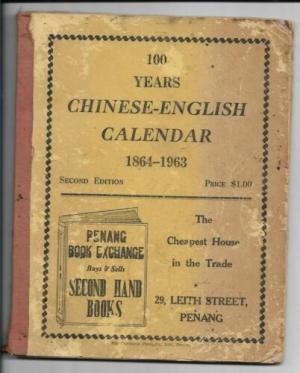 100
YEARS
CHINESE-ENGLISH
CALENDAR
1864-1963
SECOND EDITION PRICE $1.00
PENANG
BOOK EXCHANGE
Buys & Sells
SECOND HAND
BOOKS
The
Cheapest House
in the Trade
29, LEITH STREET,
PENANG